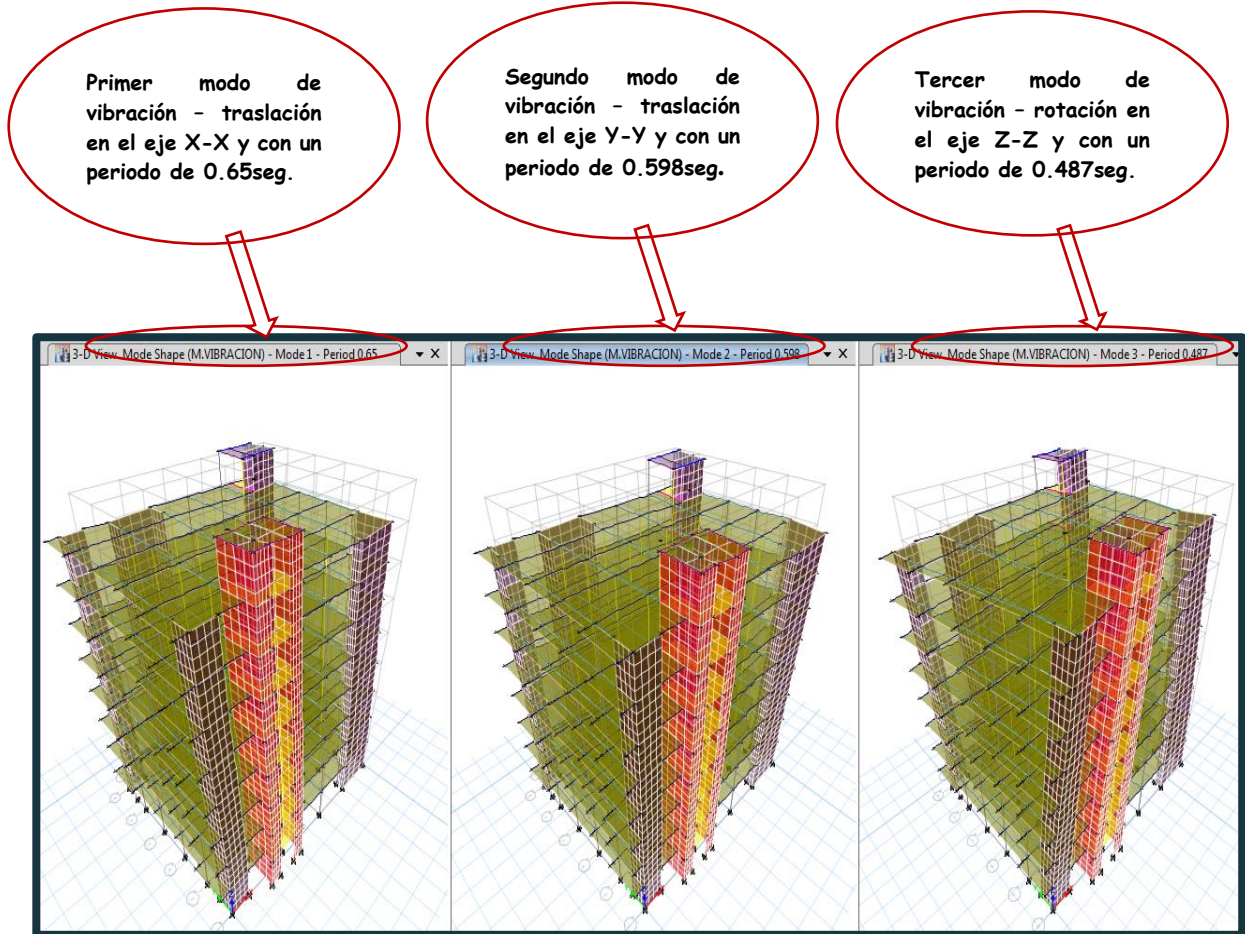 Primer modo de
vibración – traslación
en el eje X-X y con un
periodo de 0.65seg.
Segundo modo de
vibración – traslación
en el eje Y-Y y con un
periodo de 0.598seg.
Tercer modo de
vibración – rotación en
el eje Z-Z y con un
periodo de 0.487seg.
3-D View Mode Shape (M.VIBRACION) - Mode 1 - Period 0.65
3-D View Mode Shape (M.VIBRACION) - Mode 2 - Period 0.598
3-D View Mode Shape (M.VIBRACION) - Mode 3 - Period 0.487